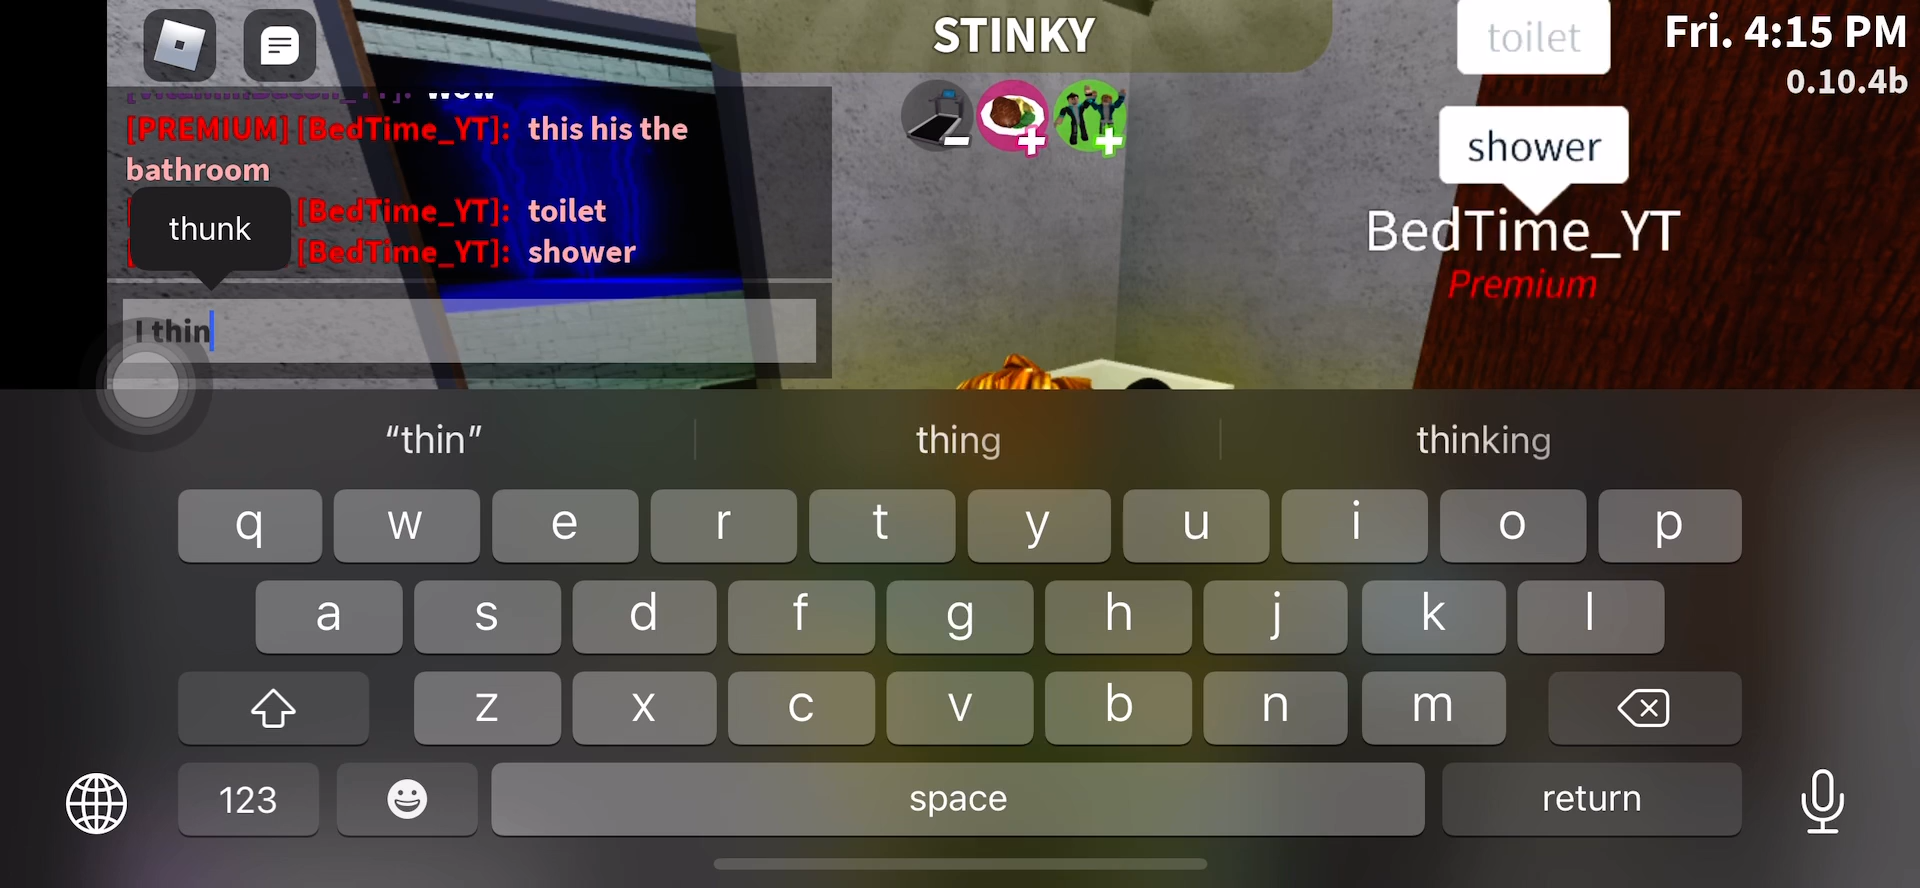 STINKY
toilet
Fri. 4:15 PM
0.10.4b
wow
[PREMIUM] [BedTime_YT]: this his the
bathroom
[BedTime_YT]: toilet
[BedTime_YT]: shower
thunk
I thin
shower
BedTime_YT
Premium
“thin” thing thinking
q w e r t y u i o p
a s d f g h j k l
z x c v b n m
123 space return